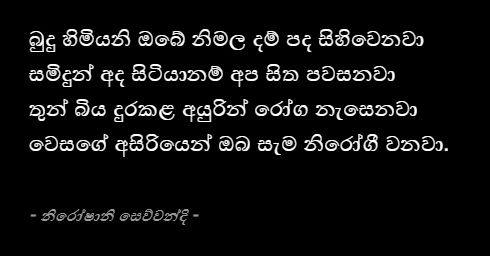 බුදු හිමියනි ඔබේ නිමල දම් පද සිහිවෙනවා
සමිදුන් අද සිටියානම් අප සිත පවසනවා
තුන් බිය දුරකළ අයුරින් රෝග නැසෙනවා
වෙසගේ අසිරියෙන් ඔබ සැම නිරෝගී වනවා.
- නිරෝෂානි සෙව්වන්දි -